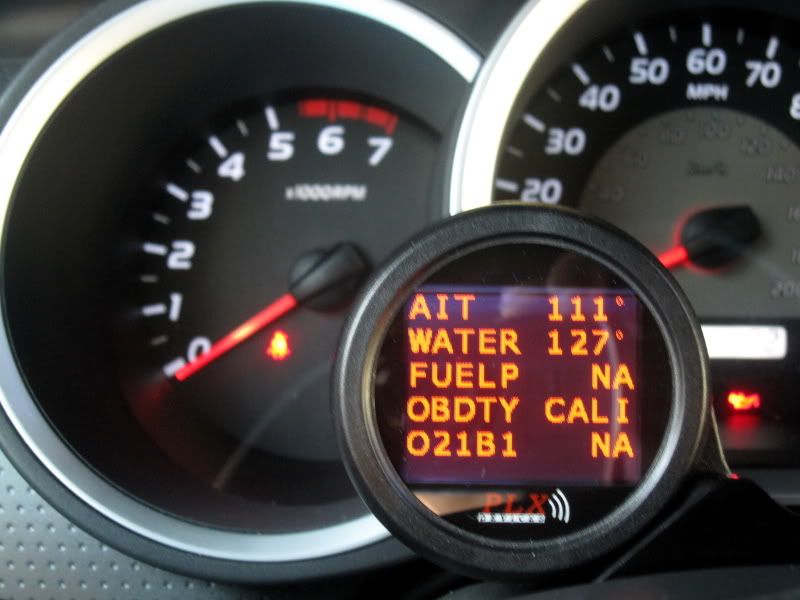 0
1
2
3
4
5
6
7
x1000RPM
20
30
40
50
60
70
MPH
AIT 111°
WATER 127°
FUELP NA
OBDTY CALI
O21B1 NA
PLX
DEVICES